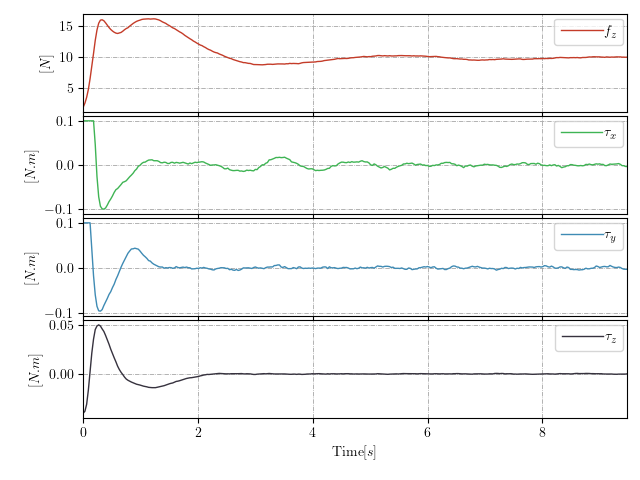 15
10
5
[N]
f_z
0.1
0.0
−0.1
[N.m]
τ_x
0.1
0.0
−0.1
[N.m]
τ_y
0.05
0.00
[N.m]
τ_z
0 2 4 6 8
Time[s]